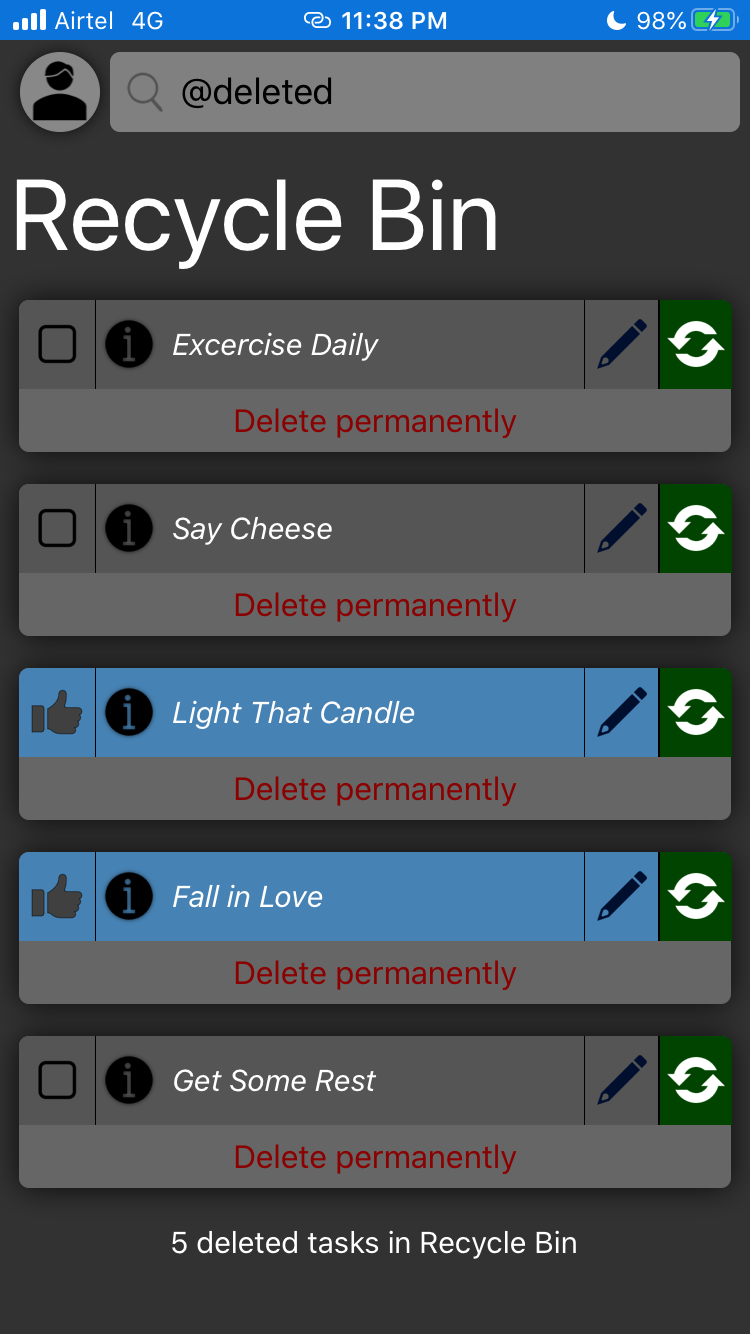 Airtel 4G 11:38 PM 98%
@deleted
Recycle Bin
Excercise Daily
Delete permanently
Say Cheese
Delete permanently
Light That Candle
Delete permanently
Fall in Love
Delete permanently
Get Some Rest
Delete permanently
5 deleted tasks in Recycle Bin